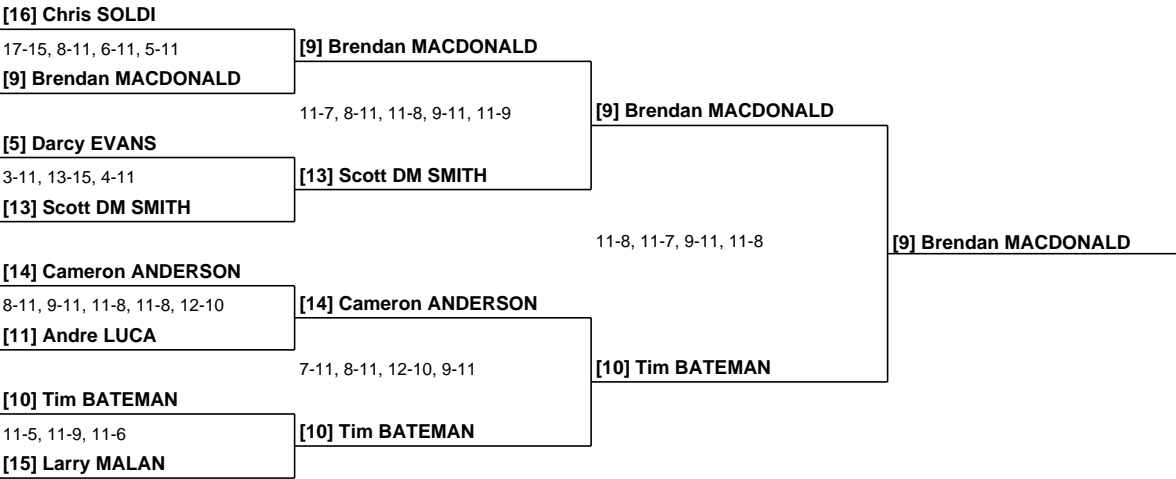 [16] Chris SOLDI
17-15, 8-11, 6-11, 5-11
[9] Brendan MACDONALD
[9] Brendan MACDONALD
11-7, 8-11, 11-8, 9-11, 11-9
[9] Brendan MACDONALD
[5] Darcy EVANS
3-11, 13-15, 4-11
[13] Scott DM SMITH
[13] Scott DM SMITH
11-8, 11-7, 9-11, 11-8
[9] Brendan MACDONALD
[14] Cameron ANDERSON
8-11, 9-11, 11-8, 11-8, 12-10
[14] Cameron ANDERSON
[11] Andre LUCA
7-11, 8-11, 12-10, 9-11
[10] Tim BATEMAN
[10] Tim BATEMAN
11-5, 11-9, 11-6
[10] Tim BATEMAN
[15] Larry MALAN